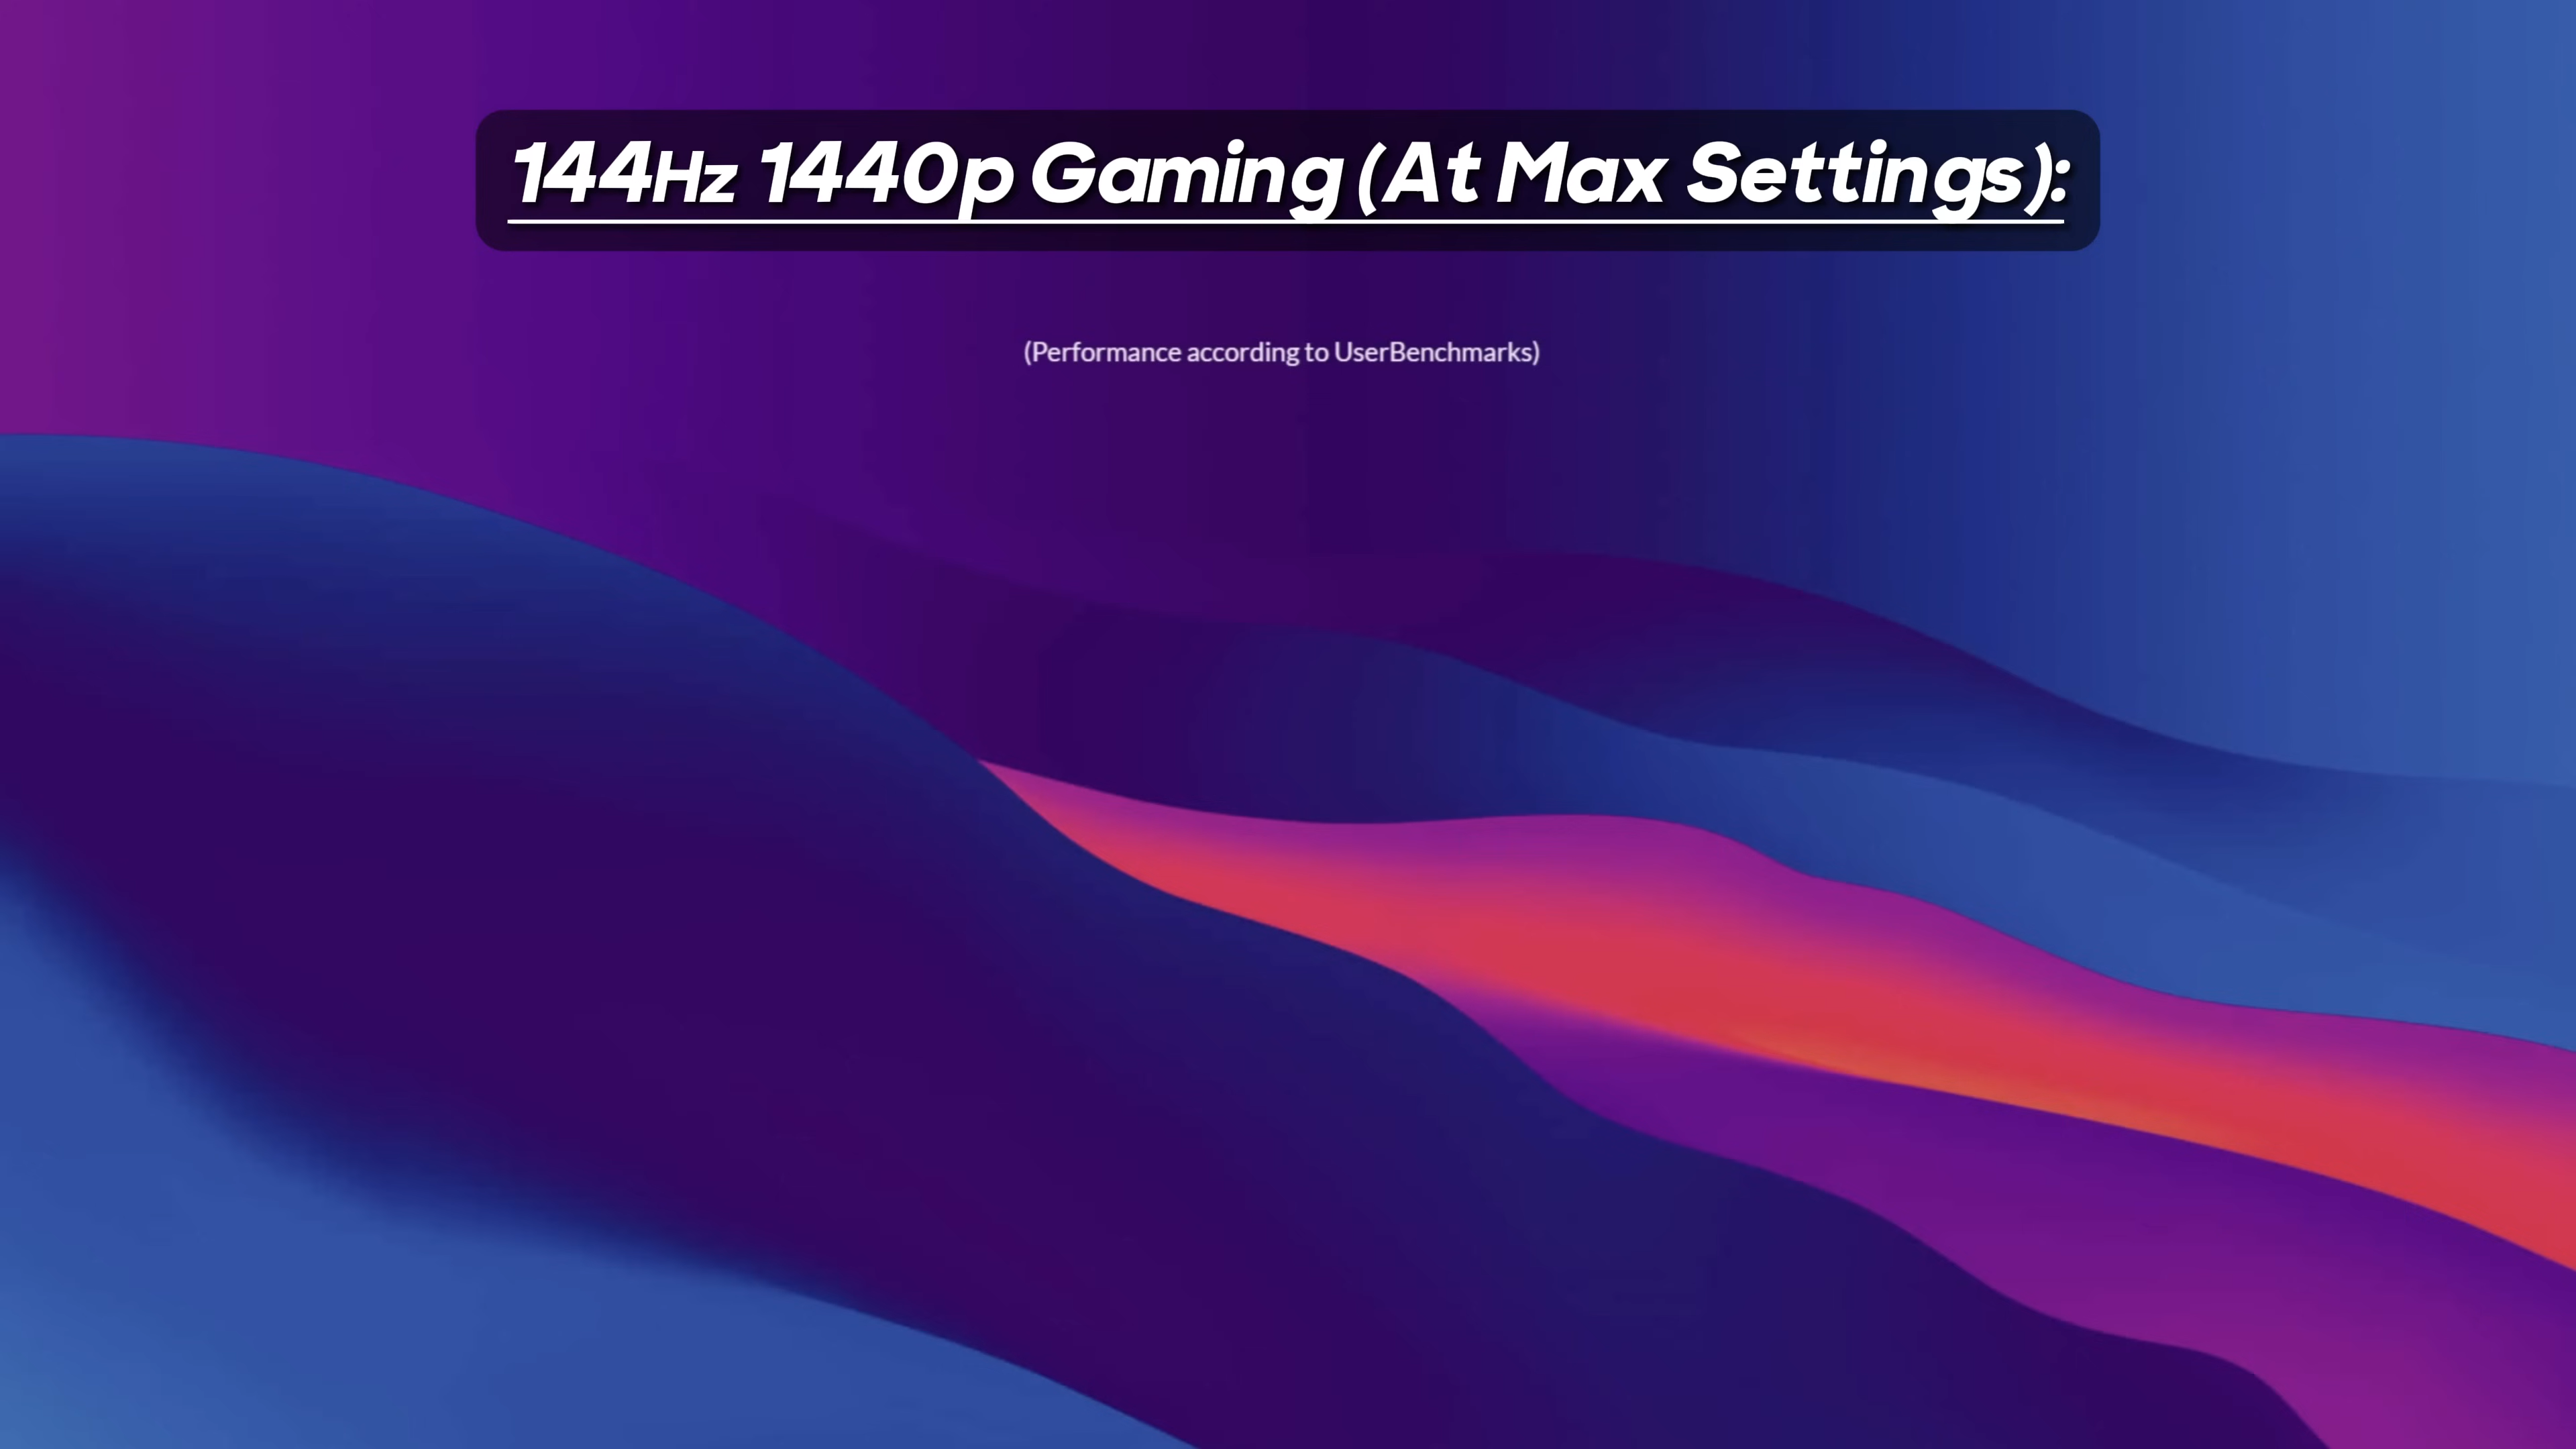 144Hz 1440p Gaming (At Max Settings):
(Performance according to UserBenchmarks)